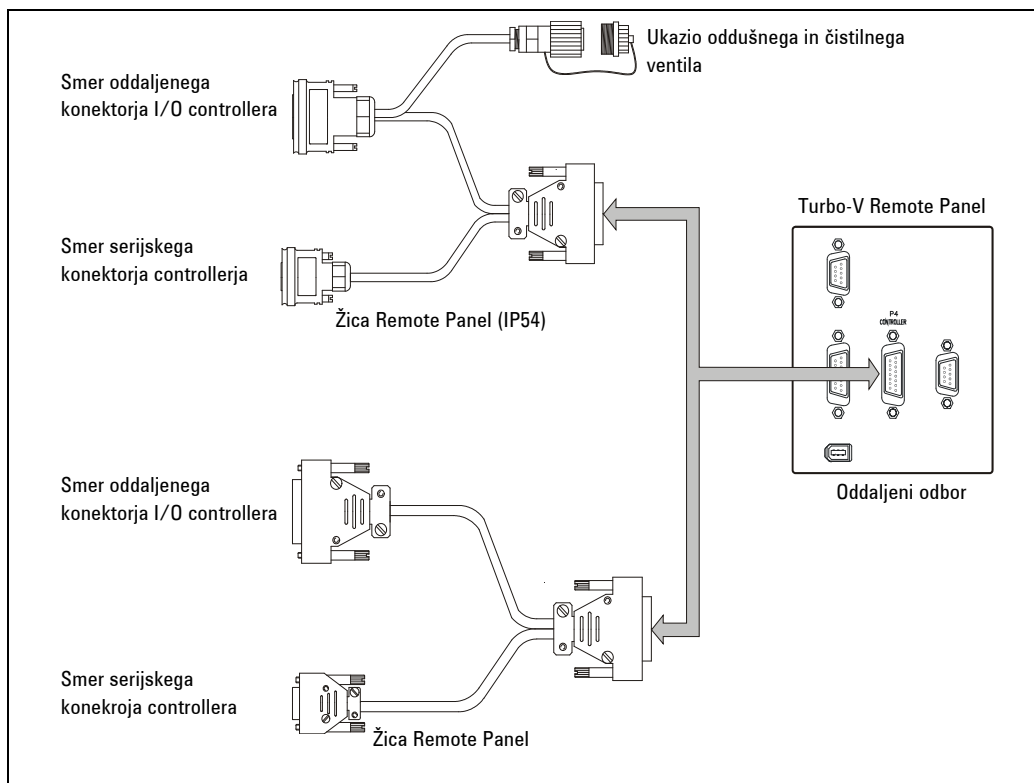 Ukazio oddušnega in čistilnega
ventila
Smer oddaljenega
konektorja I/O controllera
Smer serijskega
konektorja controllerja
Žica Remote Panel (IP54)
Turbo-V Remote Panel
P4
CONTROLLER
Oddaljeni odbor
Smer oddaljenega
konektorja I/O controllera
Smer serijskega
konekroja controllera
Žica Remote Panel